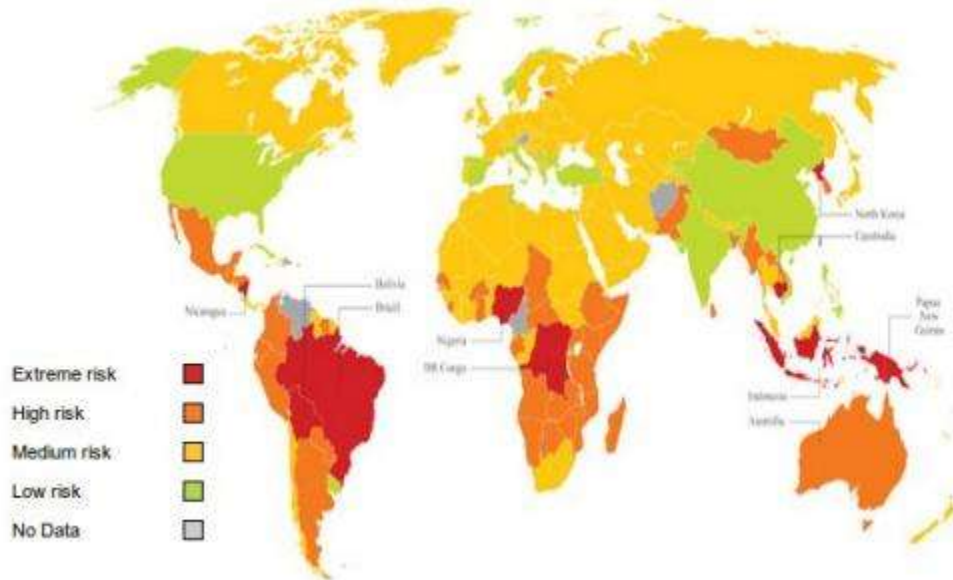 North Korea
Cambodia
Bolivia
Brazil
Nicaragua
Papua
New
Guinea
Nigeria
DR Congo
Indonesia
Australia
Extreme risk
High risk
Medium risk
Low risk
No Data